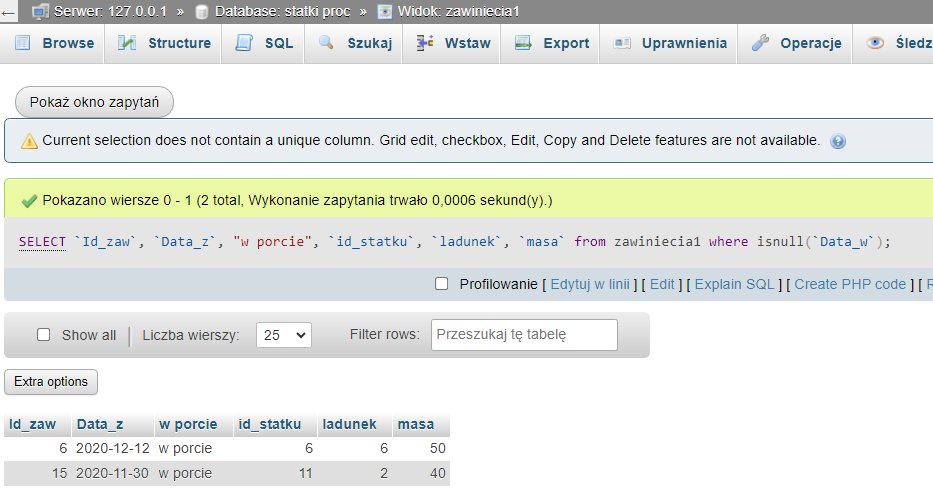 Serwer: 127.0.0.1 » Database: statki proc » Widok: zawiniecia1
Browse Structure SQL Szukaj Wstaw Export Uprawnienia Operacje Śledz
Pokaż okno zapytań
Current selection does not contain a unique column. Grid edit, checkbox, Edit, Copy and Delete features are not available.
Pokazano wiersze 0 - 1 (2 total, Wykonanie zapytania trwało 0,0006 sekund(y).)
SELECT `Id_zaw`, `Data_z`, "w porcie", `id_statku`, `ladunek`, `masa` from zawiniecia1 where isnull(`Data_w`);
Profilowanie [ Edytuj w linii ] [ Edit ] [ Explain SQL ] [ Create PHP code ] [ R
Show all Liczba wierszy: 25 Filter rows: Przeszukaj tę tabelę
Extra options
Id_zaw Data_z w porcie id_statku ladunek masa
6 2020-12-12 w porcie 6 6 50
15 2020-11-30 w porcie 11 2 40